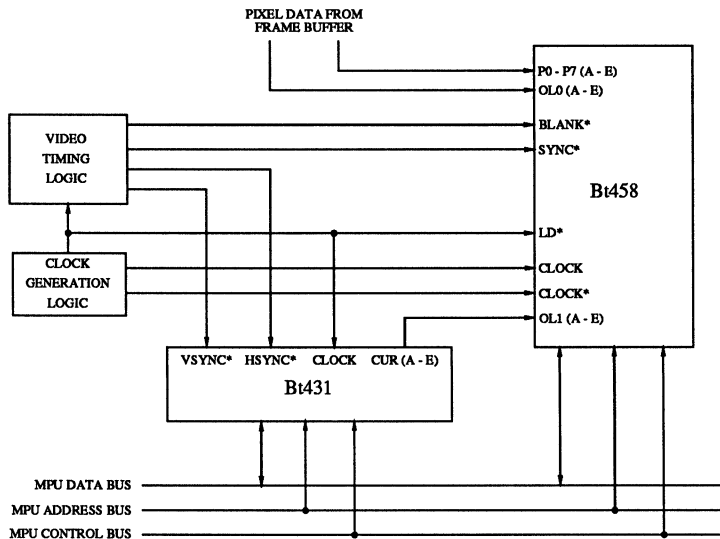 PIXEL DATA FROM
FRAME BUFFER
P0 - P7 (A - E)
OL0 (A - E)
BLANK*
SYNC*
Bt458
LD*
CLOCK
CLOCK*
OL1 (A - E)
VIDEO
TIMING
LOGIC
CLOCK
GENERATION
LOGIC
VSYNC* HSYNC* CLOCK CUR (A - E)
Bt431
MPU DATA BUS
MPU ADDRESS BUS
MPU CONTROL BUS